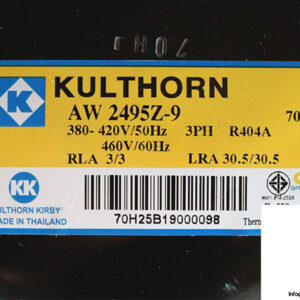 70H
KULTHORN
AW 2495Z-9
70
380- 420V/50Hz 3PH R404A
460V/60Hz
RLA 3/3 LRA 30.5/30.5
KK
ULTHORN KIRBY
ADE IN THAILAND
70H25B19000098
Therm